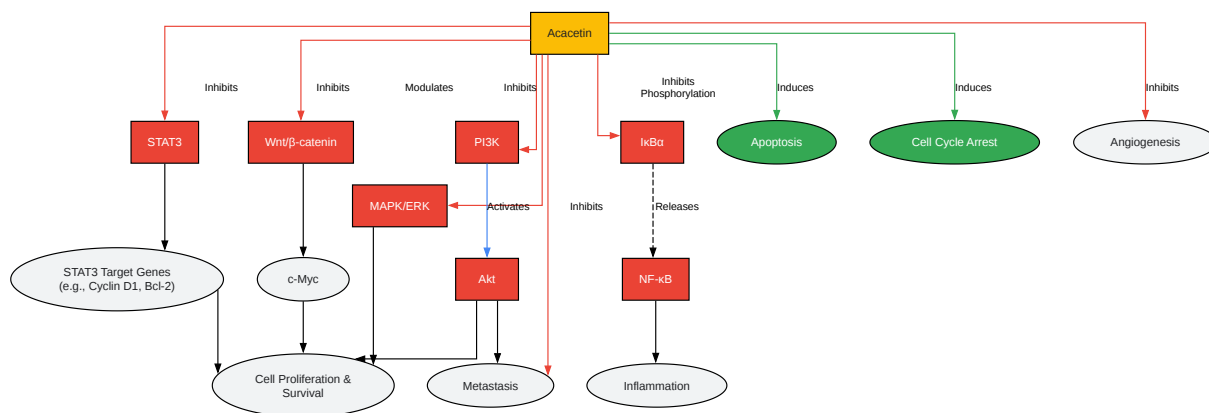 Acacetin
Inhibits
Inhibits
Modulates
Inhibits
Inhibits
Phosphorylation
Induces
Induces
Inhibits
STAT3
Wnt/β-catenin
PI3K
IκBα
Apoptosis
Cell Cycle Arrest
Angiogenesis
MAPK/ERK
Activates
Inhibits
Releases
STAT3 Target Genes
(e.g., Cyclin D1, Bcl-2)
c-Myc
Akt
NF-κB
Cell Proliferation &
Survival
Metastasis
Inflammation